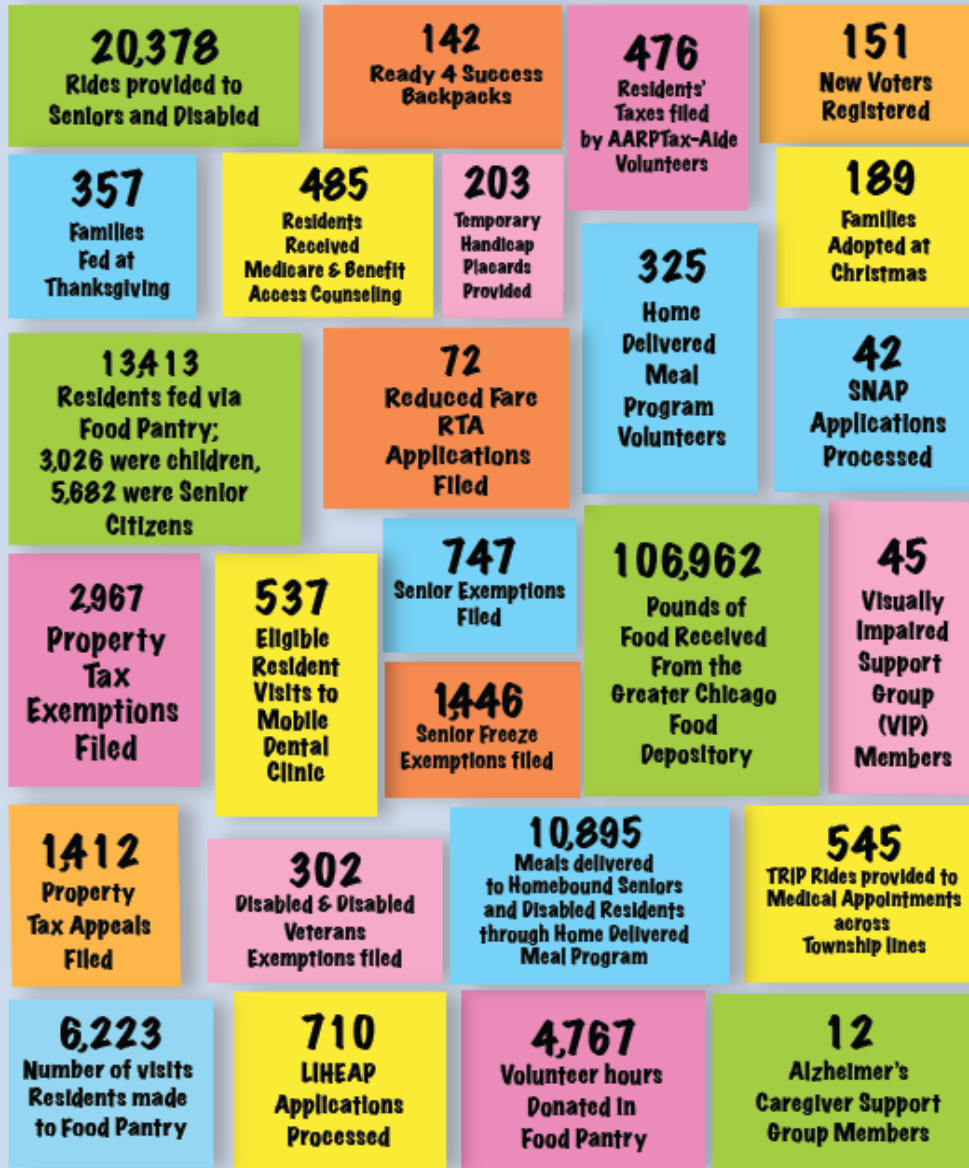 20,378
Rides provided to
Seniors and Disabled
142
Ready 4 Success
Backpacks
476
Residents'
Taxes filed
by AARPTax-Aide
Volunteers
151
New Voters
Registered
357
Families
Fed at
Thanksgiving
485
Residents
Received
Medicare & Benefit
Access Counseling
203
Temporary
Handicap
Placards
Provided
325
Home
Delivered
Meal
Program
Volunteers
189
Families
Adopted at
Christmas
13,413
Residents fed via
Food Pantry;
3,026 were children,
5,682 were Senior
Citizens
72
Reduced Fare
RTA
Applications
Filed
42
SNAP
Applications
Processed
2,967
Property
Tax
Exemptions
Filed
537
Eligible
Resident
Visits to
Mobile
Dental
Clinic
747
Senior Exemptions
Filed
1,446
Senior Freeze
Exemptions filed
106,962
Pounds of
Food Received
From the
Greater Chicago
Food
Depository
45
Visually
Impaired
Support
Group
(VIP)
Members
1,412
Property
Tax Appeals
Filed
302
Disabled & Disabled
Veterans
Exemptions filed
10,895
Meals delivered
to Homebound Seniors
and Disabled Residents
through Home Delivered
Meal Program
545
TRIP Rides provided to
Medical Appointments
across
Township lines
6,223
Number of visits
Residents made
to Food Pantry
710
LIHEAP
Applications
Processed
4,767
Volunteer hours
Donated in
Food Pantry
12
Alzheimer's
Caregiver Support
Group Members